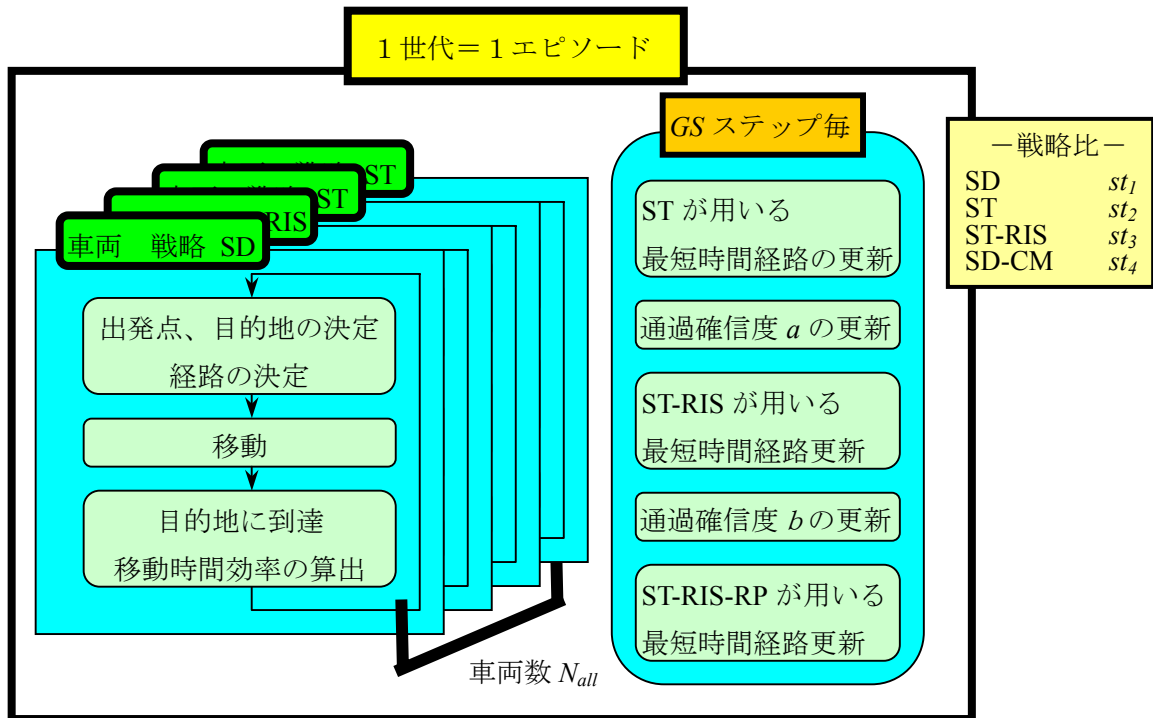 １世代＝１エピソード
GS ステップ毎
－戦略比－
SD st1
ST st2
ST-RIS st3
SD-CM st4
ST
ST
RIS
車両 戦略 SD
出発点、目的地の決定
経路の決定
移動
目的地に到達
移動時間効率の算出
車両数 Nall
ST が用いる
最短時間経路の更新
通過確信度 a の更新
ST-RIS が用いる
最短時間経路更新
通過確信度 b の更新
ST-RIS-RP が用いる
最短時間経路更新